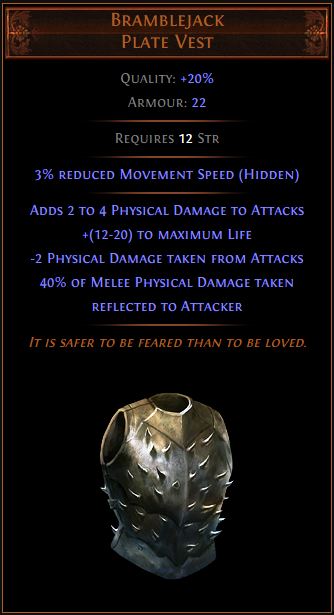 Bramblejack
Plate Vest
Quality: +20%
Armour: 22
Requires 12 Str
3% reduced Movement Speed (Hidden)
Adds 2 to 4 Physical Damage to Attacks
+(12-20) to maximum Life
-2 Physical Damage taken from Attacks
40% of Melee Physical Damage taken
reflected to Attacker
It is safer to be feared than to be loved.